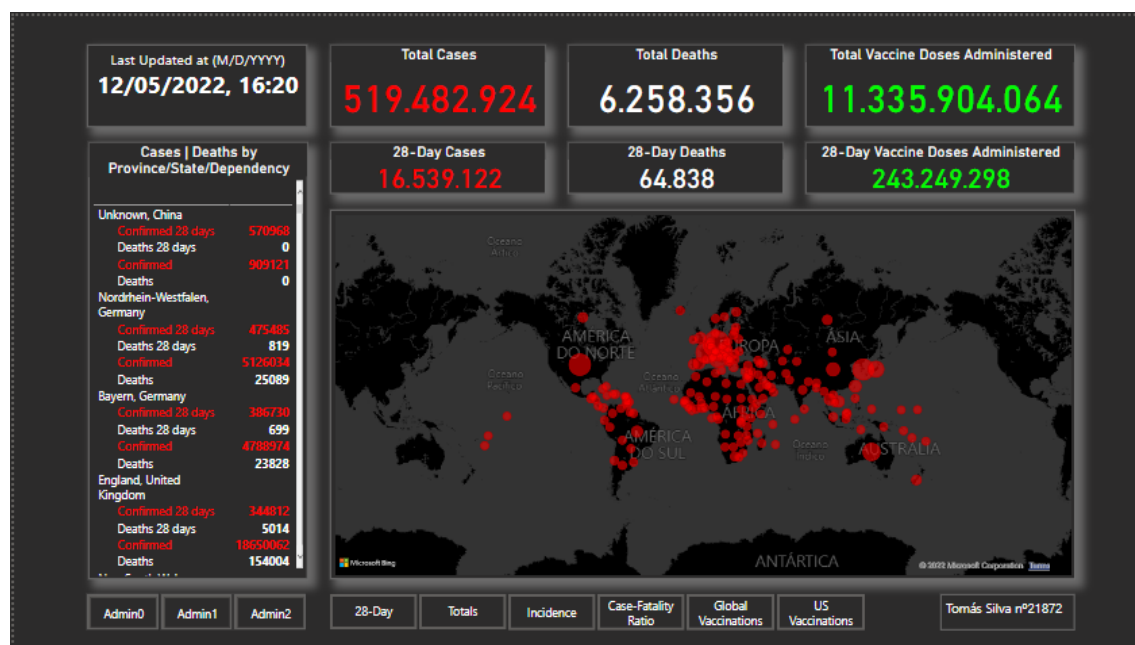 Last Updated at (M/D/YYYY)
12/05/2022, 16:20
Total Cases
519.482.924
Total Deaths
6.258.356
Total Vaccine Doses Administered
11.335.904.064
28-Day Cases
16.539.122
28-Day Deaths
64.838
28-Day Vaccine Doses Administered
243.249.298
Cases | Deaths by
Province/State/Dependency
Unknown, China
Confirmed 28 days 570968
Deaths 28 days 0
Confirmed 909121
Deaths 0
Nordrhein-Westfalen,
Germany
Confirmed 28 days 475485
Deaths 28 days 819
Confirmed 5126034
Deaths 25089
Bayern, Germany
Confirmed 28 days 386730
Deaths 28 days 699
Confirmed 4788974
Deaths 23828
England, United
Kingdom
Confirmed 28 days 344812
Deaths 28 days 5014
Confirmed 18650062
Deaths 154004
Oceano
Ártico
AMÉRICA
DO NORTE
EUROPA
ÁSIA
Oceano
Pacífico
Oceano
Atlântico
ÁFRICA
AMÉRICA
DO SUL
Oceano
Índico
AUSTRÁLIA
ANTÁRTICA
Microsoft Bing
© 2022 Microsoft Corporation Terms
Admin0
Admin1
Admin2
28-Day
Totals
Incidence
Case-Fatality
Ratio
Global
Vaccinations
US
Vaccinations
Tomás Silva nº21872